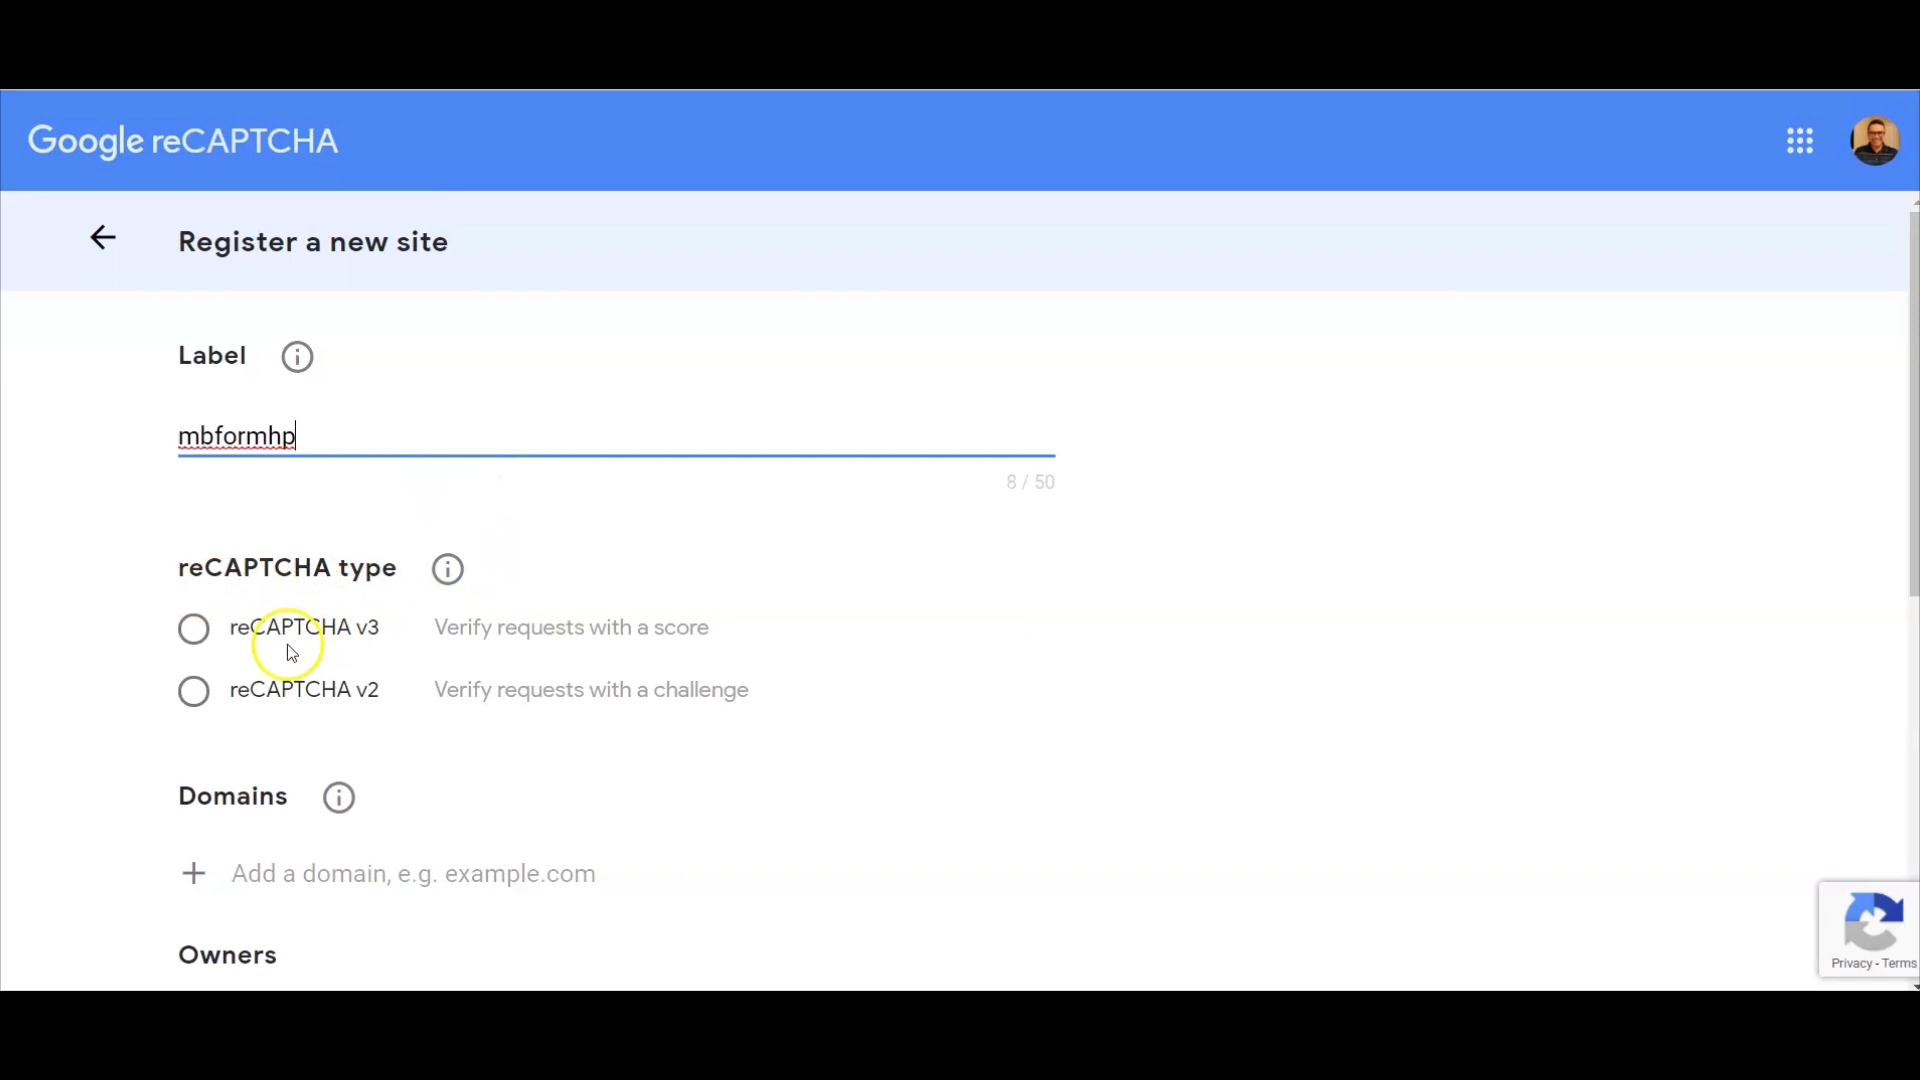 Google reCAPTCHA
Register a new site
Label
mbformhp
8 / 50
reCAPTCHA type
reCAPTCHA v3 Verify requests with a score
reCAPTCHA v2 Verify requests with a challenge
Domains
Add a domain, e.g. example.com
Owners
Privacy - Terms